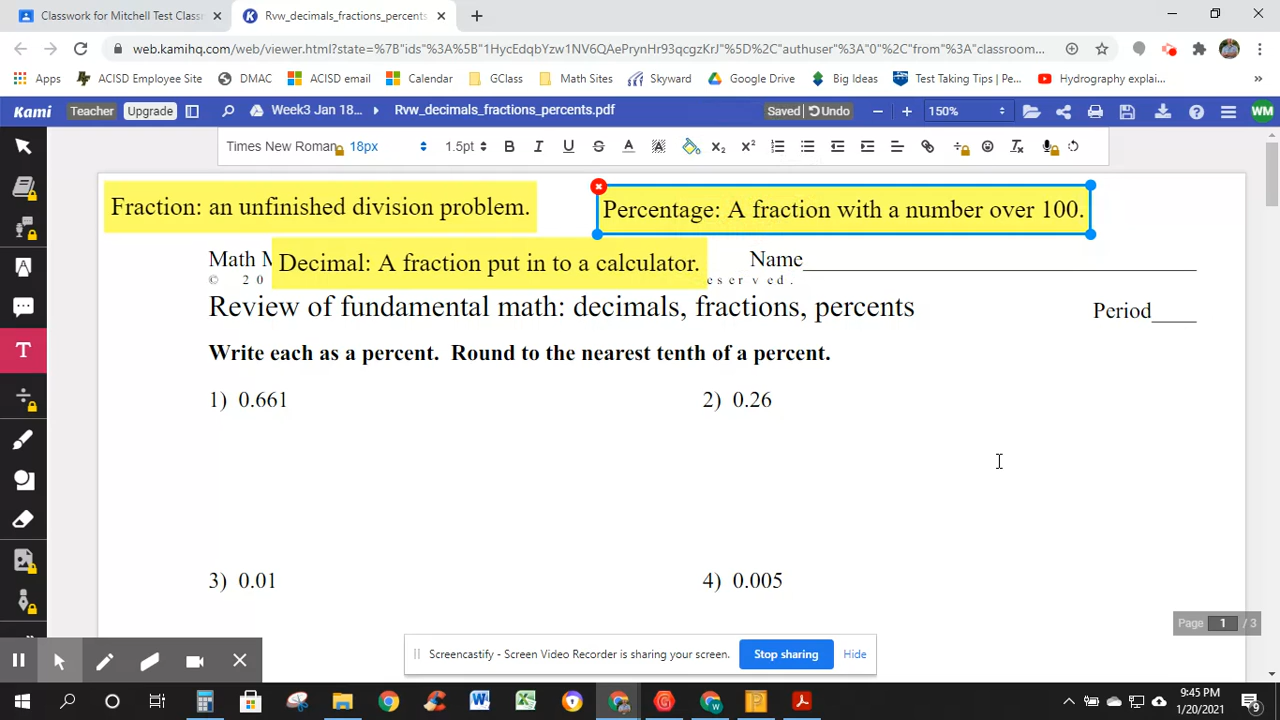 Classwork for Mitchell Test Classr
Rvw_decimals_fractions_percents
web.kamihq.com/web/viewer.html?state=%7B"ids"%3A%5B"1HycEdqbYzw1NV6QAePrynHr93qcgzKrJ"%5D%2C"authuser"%3A"0"%2C"from"%3A"classroom...
Apps ACISD Employee Site DMAC ACISD email Calendar GClass Math Sites Skyward Google Drive Big Ideas Test Taking Tips | Pe... Hydrography explai... »
Kami Teacher Upgrade Week3 Jan 18... Rvw_decimals_fractions_percents.pdf Saved Undo 150% WM
Times New Roman 18px 1.5pt
Fraction: an unfinished division problem.
Percentage: A fraction with a number over 100.
Math M
Decimal: A fraction put in to a calculator.
Name
© 20 eserved.
Review of fundamental math: decimals, fractions, percents
Period
Write each as a percent. Round to the nearest tenth of a percent.
1) 0.661
2) 0.26
3) 0.01
4) 0.005
Page 1 / 3
Screencastify - Screen Video Recorder is sharing your screen. Stop sharing Hide
9:45 PM
1/20/2021